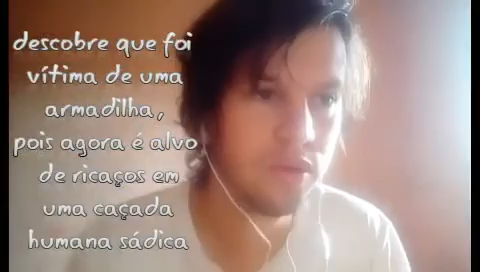 descobre que foi
vítima de uma
armadilha,
pois agora é alvo
de ricaços em
uma caçada
humana sádica